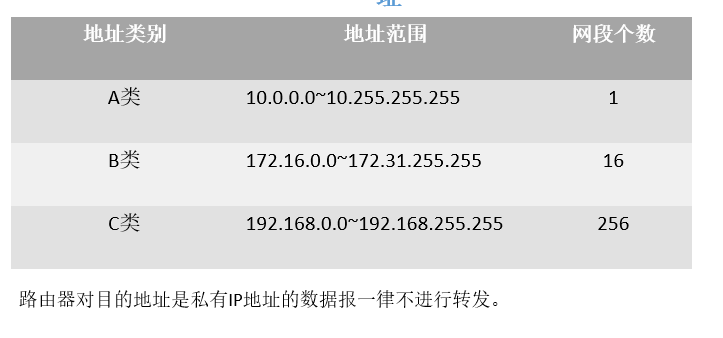 地址类别 地址范围 网段个数
A类 10.0.0.0~10.255.255.255 1
B类 172.16.0.0~172.31.255.255 16
C类 192.168.0.0~192.168.255.255 256
路由器对目的地址是私有IP地址的数据报一律不进行转发。